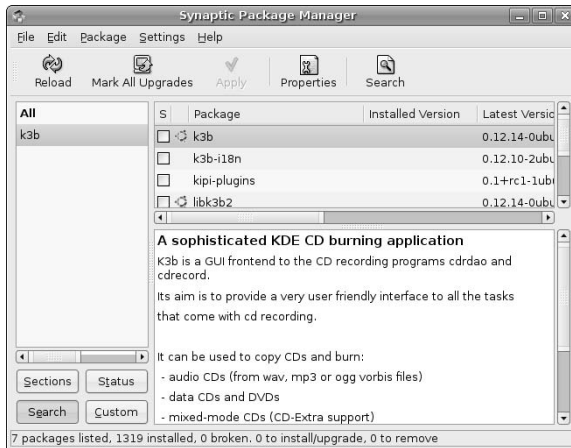 Synaptic Package Manager
File Edit Package Settings Help
Reload Mark All Upgrades Apply Properties Search
All
k3b
S Package Installed Version Latest Versio
k3b 0.12.14-0ubu
k3b-i18n 0.12.10-2ubu
kipi-plugins 0.1+rc1-1ub
libk3b2 0.12.14-0ubu
A sophisticated KDE CD burning application
K3b is a GUI frontend to the CD recording programs cdrdao and
cdrecord.
Its aim is to provide a very user friendly interface to all the tasks
that come with cd recording.
It can be used to copy CDs and burn:
- audio CDs (from wav, mp3 or ogg vorbis files)
- data CDs and DVDs
- mixed-mode CDs (CD-Extra support)
Sections Status
Search Custom
7 packages listed, 1319 installed, 0 broken. 0 to install/upgrade, 0 to remove